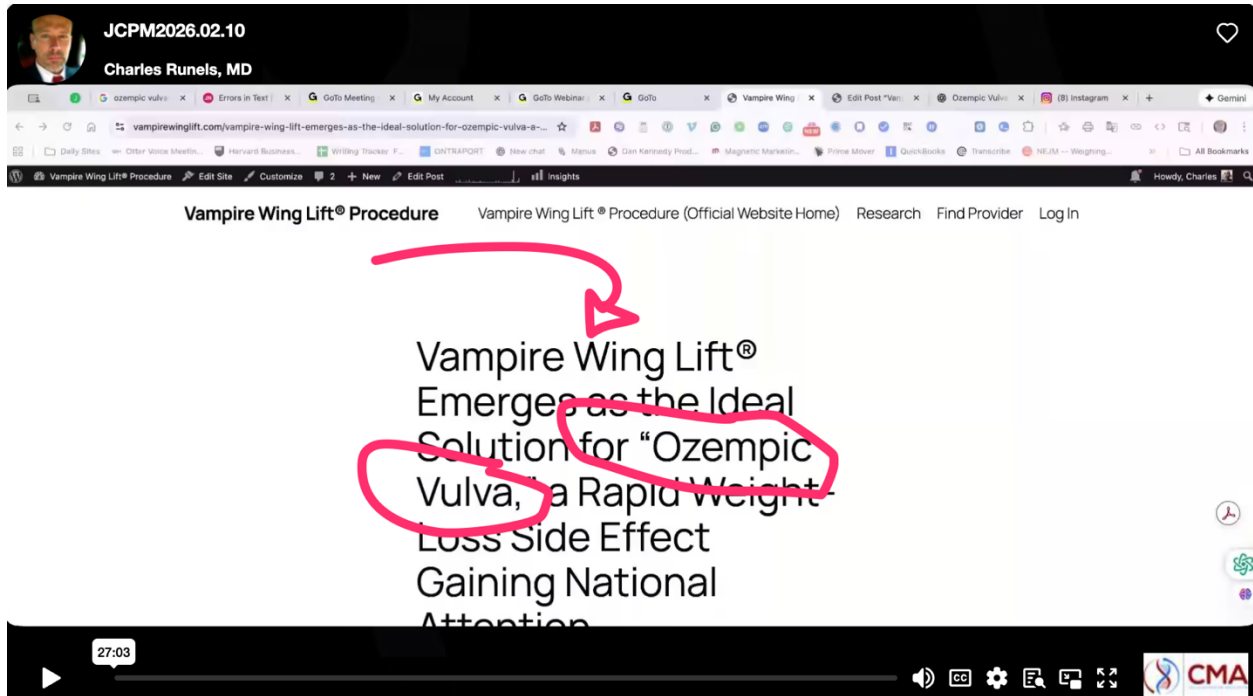 JCPM2026.02.10
Charles Runels, MD
ozempic vulva
Errors in Text
GoTo Meeting
My Account
GoTo Webinar
GoTo
Vampire Wing
Edit Post "Vam
Ozempic Vulva
(8) Instagram
Gemini
vampirewinglift.com/vampire-wing-lift-emerges-as-the-ideal-solution-for-ozempic-vulva-a-...
Daily Sites
Otter Voice Meetin...
Harvard Business...
Writing Tracker F...
ONTRAPORT
New chat
Manus
Dan Kennedy Prod...
Magnetic Marketin...
Prime Mover
QuickBooks
Transcribe
NEJM -- Weighing...
All Bookmarks
Vampire Wing Lift® Procedure Edit Site Customize 2 + New Edit Post Insights Howdy, Charles
Vampire Wing Lift® Procedure Vampire Wing Lift ® Procedure (Official Website Home) Research Find Provider Log In
Vampire Wing Lift®
Emerges as the Ideal
Solution for “Ozempic
Vulva,” a Rapid Weight-
Loss Side Effect
Gaining National
Attention
27:03
CC
CMA